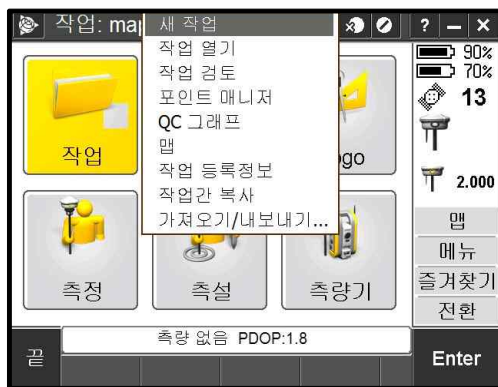 작업: map
새 작업
작업 열기
작업 검토
포인트 매니저
QC 그래프
맵
작업 등록정보
작업간 복사
가져오기/내보내기...
? – X
90%
70%
13
2.000
작업
go
측정
측설
측량기
맵
메뉴
즐겨찾기
전환
측량 없음 PDOP:1.8
끝
Enter